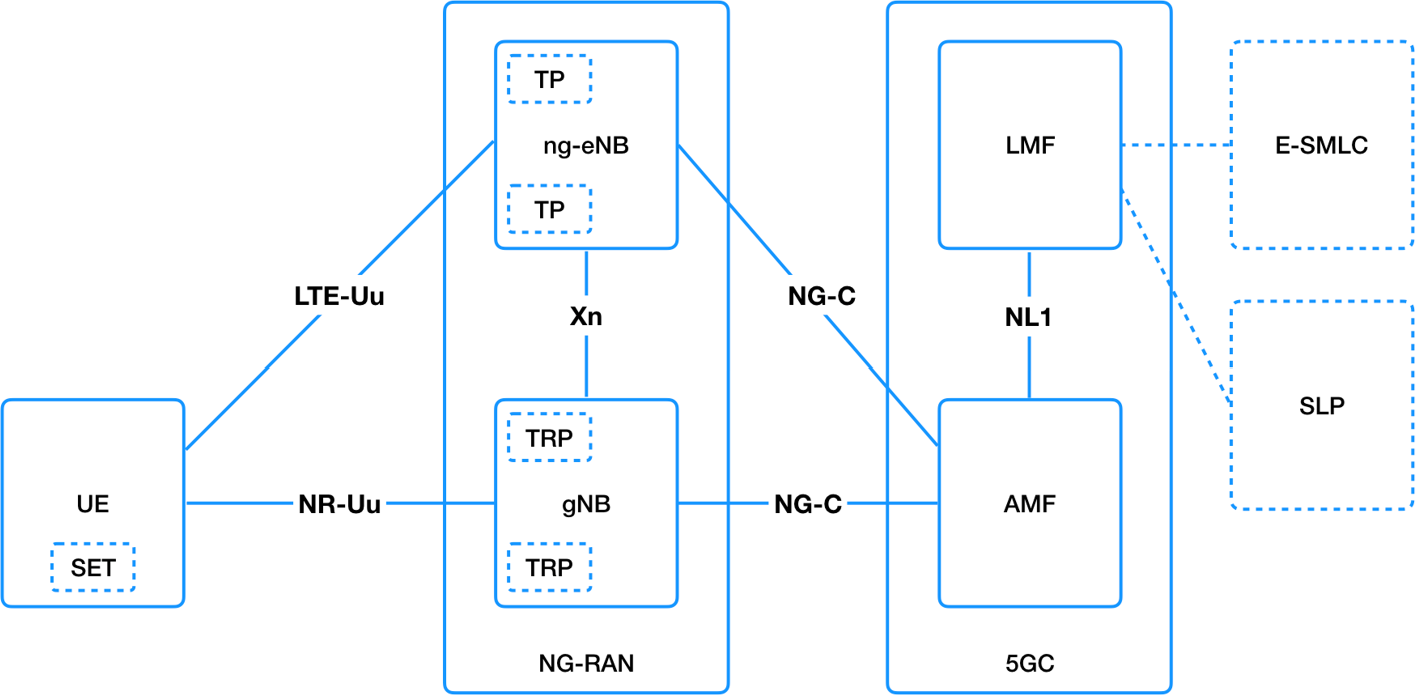 TP
ng-eNB
TP
LMF
E-SMLC
LTE-Uu
Xn
NG-C
NL1
SLP
TRP
UE
NR-Uu
gNB
NG-C
AMF
SET
TRP
NG-RAN
5GC